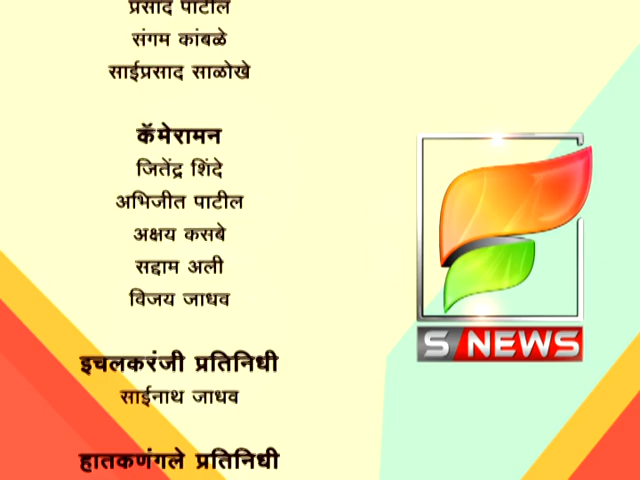 प्रसाद पाटील
संगम कांबळे
साईप्रसाद साळोखे
कॅमेरामन
जितेंद्र शिंदे
अभिजीत पाटील
अक्षय कसबे
सद्दाम अली
विजय जाधव
इचलकरंजी प्रतिनिधी
साईनाथ जाधव
हातकणंगले प्रतिनिधी
S NEWS